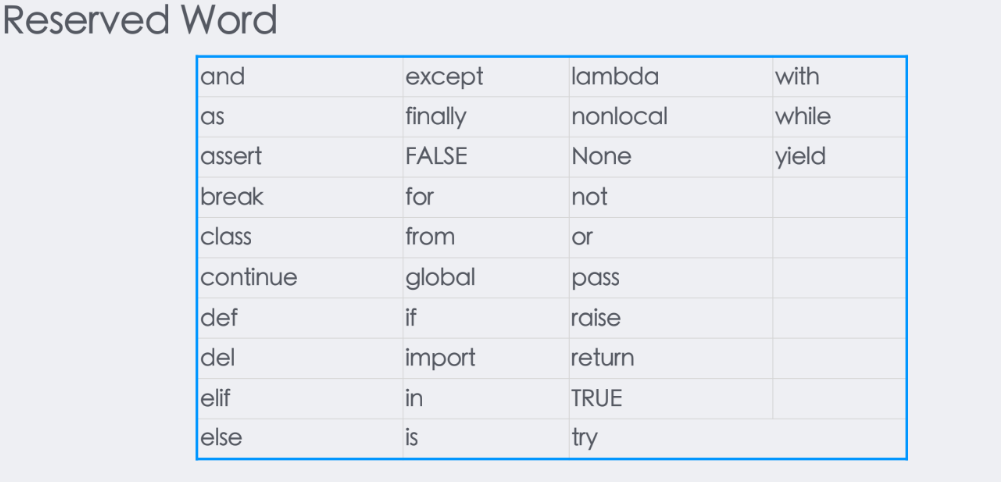 Reserved Word
and except lambda with
as finally nonlocal while
assert FALSE None yield
break for not
class from or
continue global pass
def if raise
del import return
elif in TRUE
else is try